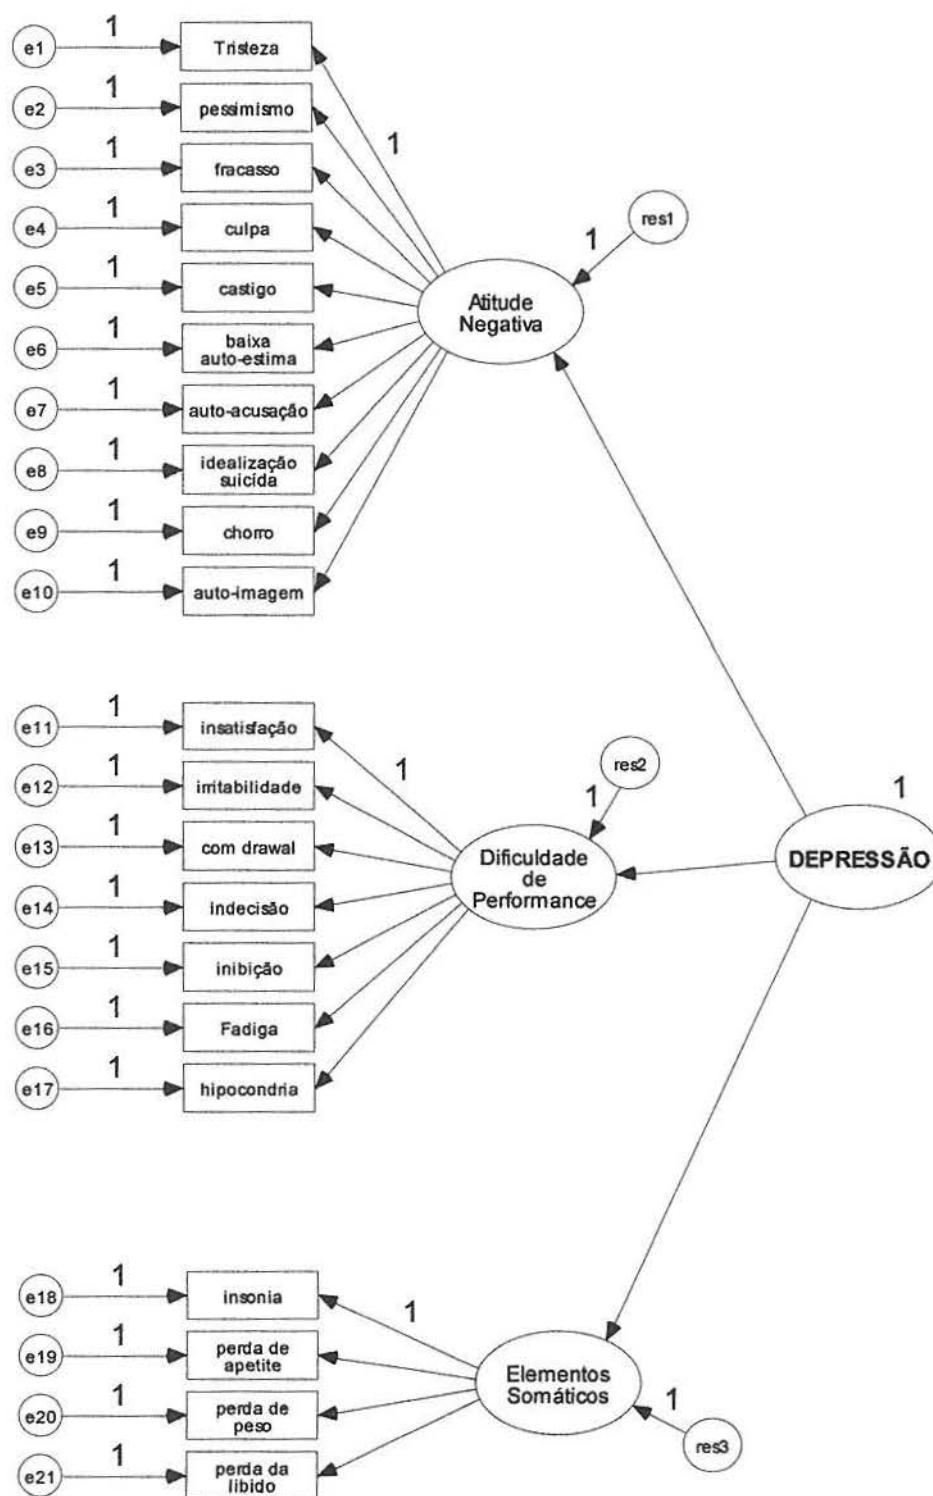 e1 1 Tristeza
e2 1 pessimismo
1
e3 1 fracasso
e4 1 culpa
res1
1
e5 1 castigo
Atitude
Negativa
e6 1 baixa
auto-estima
e7 1 auto-acusação
e8 1 idealização
suicída
e9 1 chorro
e10 1 auto-imagem
e11 1 insatisfação
1
res2
e12 1 irritabilidade
1
1
e13 1 com drawal
Dificuldade
de
Performance
DEPRESSÃO
e14 1 indecisão
e15 1 inibição
e16 1 Fadiga
e17 1 hipocondria
e18 1 insonia
1
e19 1 perda de
apetite
Elementos
Somáticos
e20 1 perda de
peso
1
res3
e21 1 perda da
libido